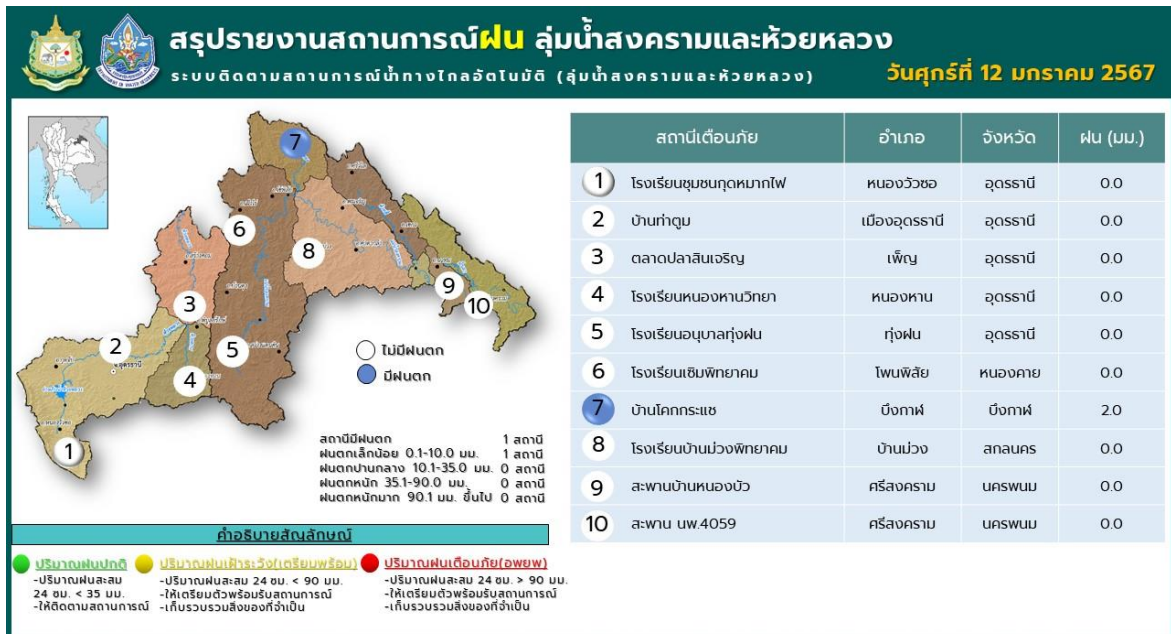 สรุปรายงานสถานการณ์ฝน ลุ่มน้ำสงครามและห้วยหลวง
ระบบติดตามสถานการณ์น้ำทางไกลอัตโนมัติ (ลุ่มน้ำสงครามและห้วยหลวง)
วันศุกร์ที่ 12 มกราคม 2567
7
6
8
9
10
3
2
5
4
1
อุดรธานี
ไม่มีฝนตก
มีฝนตก
สถานีมีฝนตก 1 สถานี
ฝนตกเล็กน้อย 0.1-10.0 มม. 1 สถานี
ฝนตกปานกลาง 10.1-35.0 มม. 0 สถานี
ฝนตกหนัก 35.1-90.0 มม. 0 สถานี
ฝนตกหนักมาก 90.1 มม. ขึ้นไป 0 สถานี
สถานีเตือนภัย อำเภอ จังหวัด ฝน (มม.)
1 โรงเรียนชุมชนกุดหมากไฟ หนองวัวซอ อุดรธานี 0.0
2 บ้านท่าตูม เมืองอุดรธานี อุดรธานี 0.0
3 ตลาดปลาสินเจริญ เพ็ญ อุดรธานี 0.0
4 โรงเรียนหนองหานวิทยา หนองหาน อุดรธานี 0.0
5 โรงเรียนอนุบาลทุ่งฝน ทุ่งฝน อุดรธานี 0.0
6 โรงเรียนเซิมพิทยาคม โพนพิสัย หนองคาย 0.0
7 บ้านโคกกระแซ บึงกาฬ บึงกาฬ 2.0
8 โรงเรียนบ้านม่วงพิทยาคม บ้านม่วง สกลนคร 0.0
9 สะพานบ้านหนองบัว ศรีสงคราม นครพนม 0.0
10 สะพาน นพ.4059 ศรีสงคราม นครพนม 0.0
คำอธิบายสัญลักษณ์
ปริมาณฝนปกติ
-ปริมาณฝนสะสม
24 ชม. < 35 มม.
-ให้ติดตามสถานการณ์
ปริมาณฝนเฝ้าระวัง(เตรียมพร้อม)
-ปริมาณฝนสะสม 24 ชม. < 90 มม.
-ให้เตรียมตัวพร้อมรับสถานการณ์
-เก็บรวบรวมสิ่งของที่จำเป็น
ปริมาณฝนเตือนภัย(อพยพ)
-ปริมาณฝนสะสม 24 ชม. > 90 มม.
-ให้เตรียมตัวพร้อมรับสถานการณ์
-เก็บรวบรวมสิ่งของที่จำเป็น